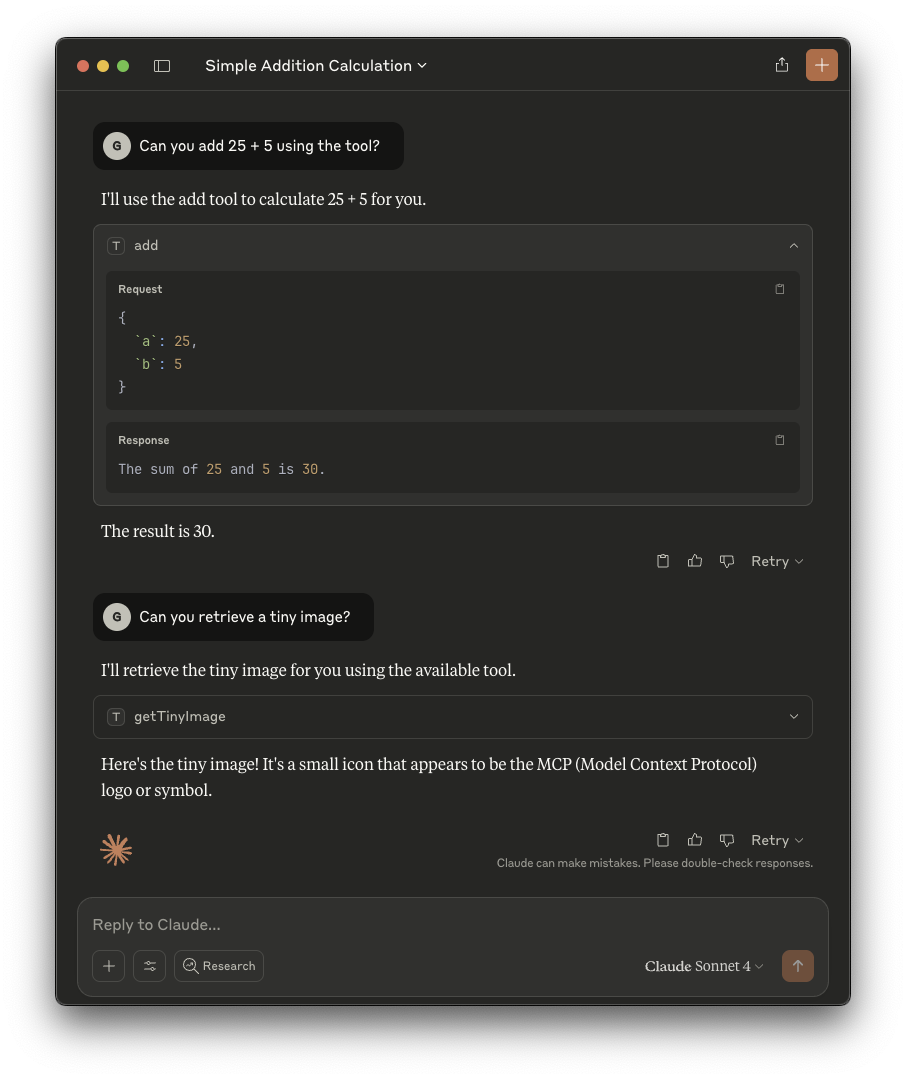 Simple Addition Calculation
G Can you add 25 + 5 using the tool?
I'll use the add tool to calculate 25 + 5 for you.
T add
Request
{
  `a`: 25,
  `b`: 5
}
Response
The sum of 25 and 5 is 30.
The result is 30.
Retry
G Can you retrieve a tiny image?
I'll retrieve the tiny image for you using the available tool.
T getTinyImage
Here's the tiny image! It's a small icon that appears to be the MCP (Model Context Protocol)
logo or symbol.
Retry
Claude can make mistakes. Please double-check responses.
Reply to Claude...
Research Claude Sonnet 4